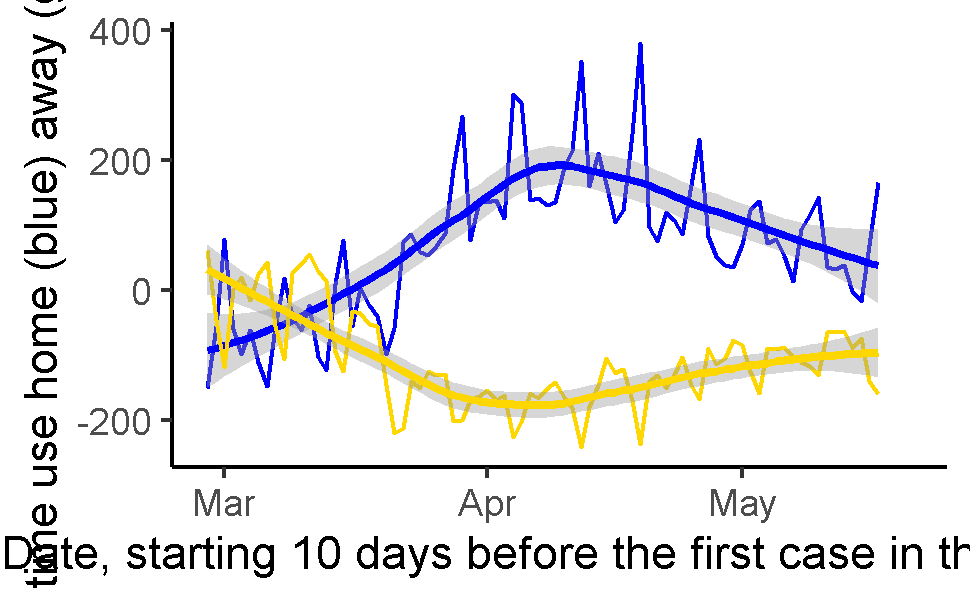 time use home (blue) away (
400
200
0
-200
Mar Apr May
Date, starting 10 days before the first case in th